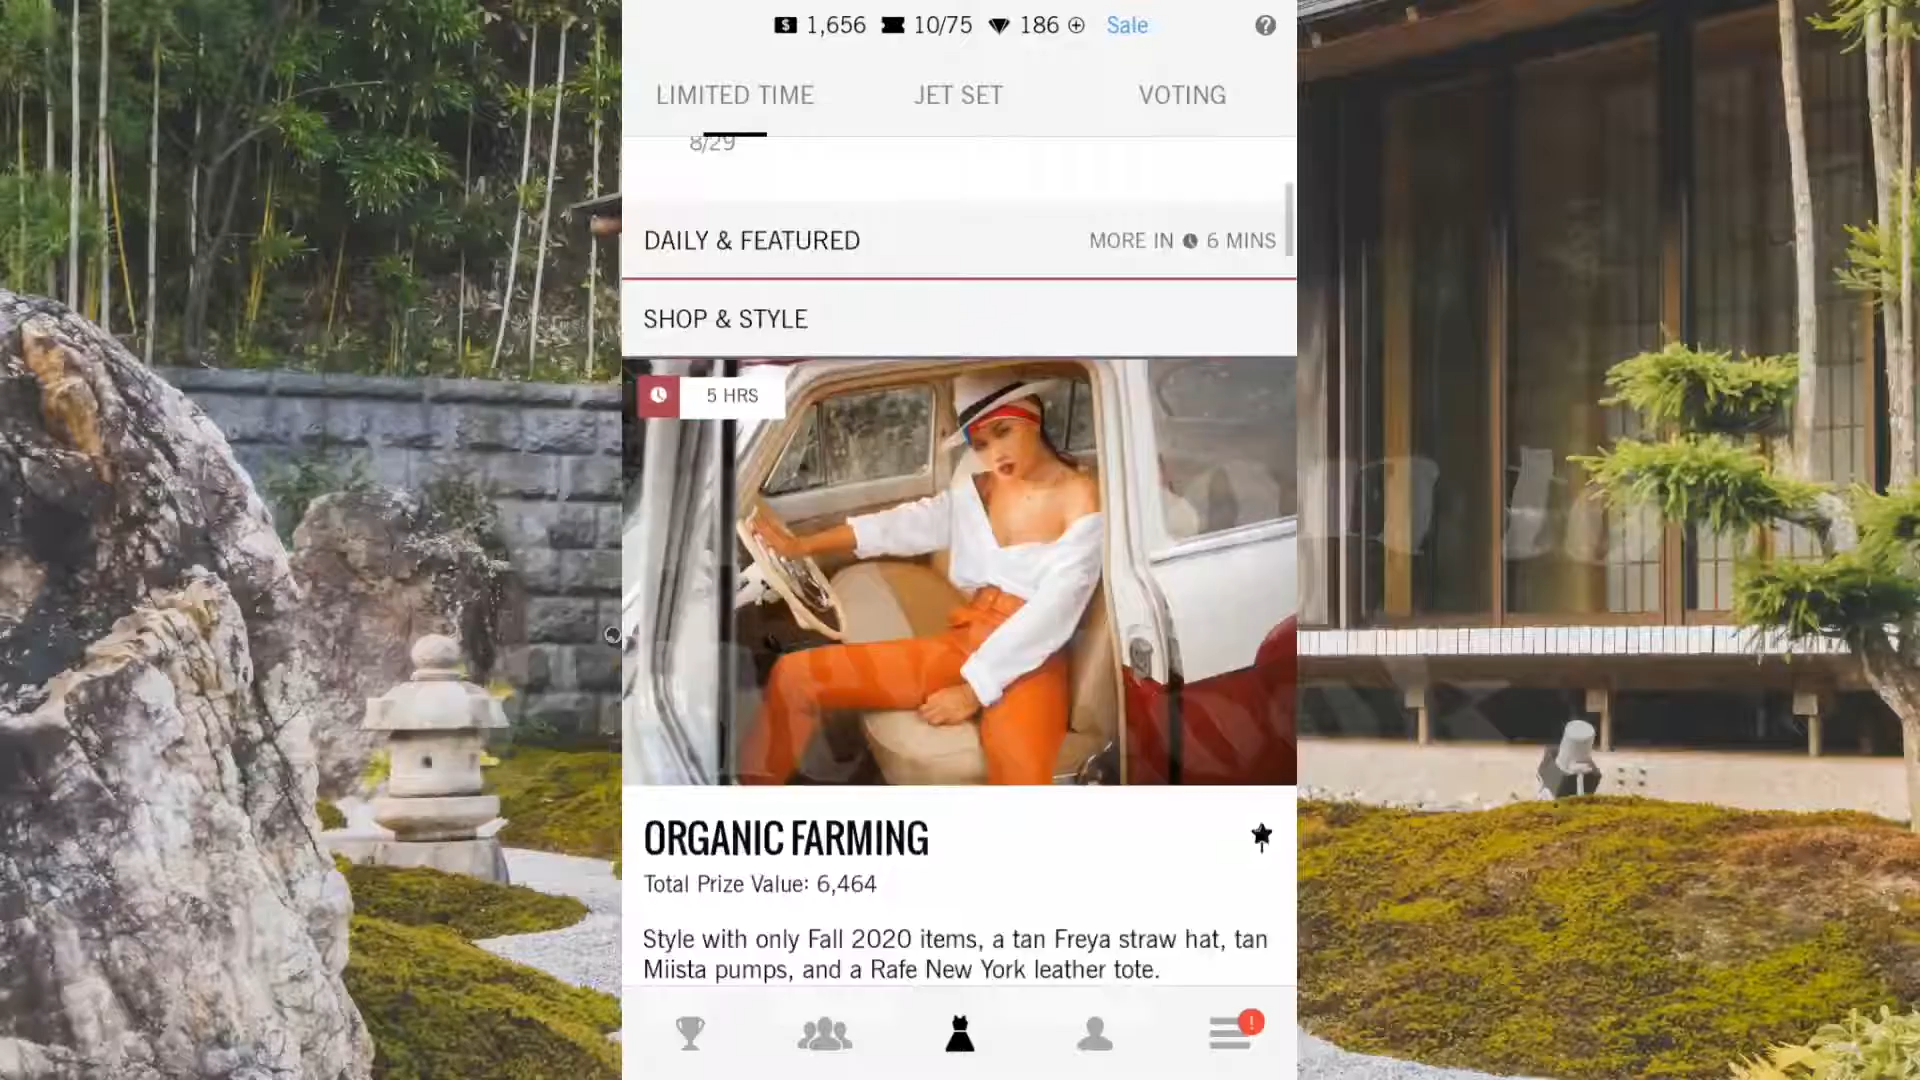 1,656 10/75 186 Sale
LIMITED TIME JET SET VOTING
8/29
DAILY & FEATURED MORE IN 6 MINS
SHOP & STYLE
5 HRS
ORGANIC FARMING
Total Prize Value: 6,464
Style with only Fall 2020 items, a tan Freya straw hat, tan
Miista pumps, and a Rafe New York leather tote.